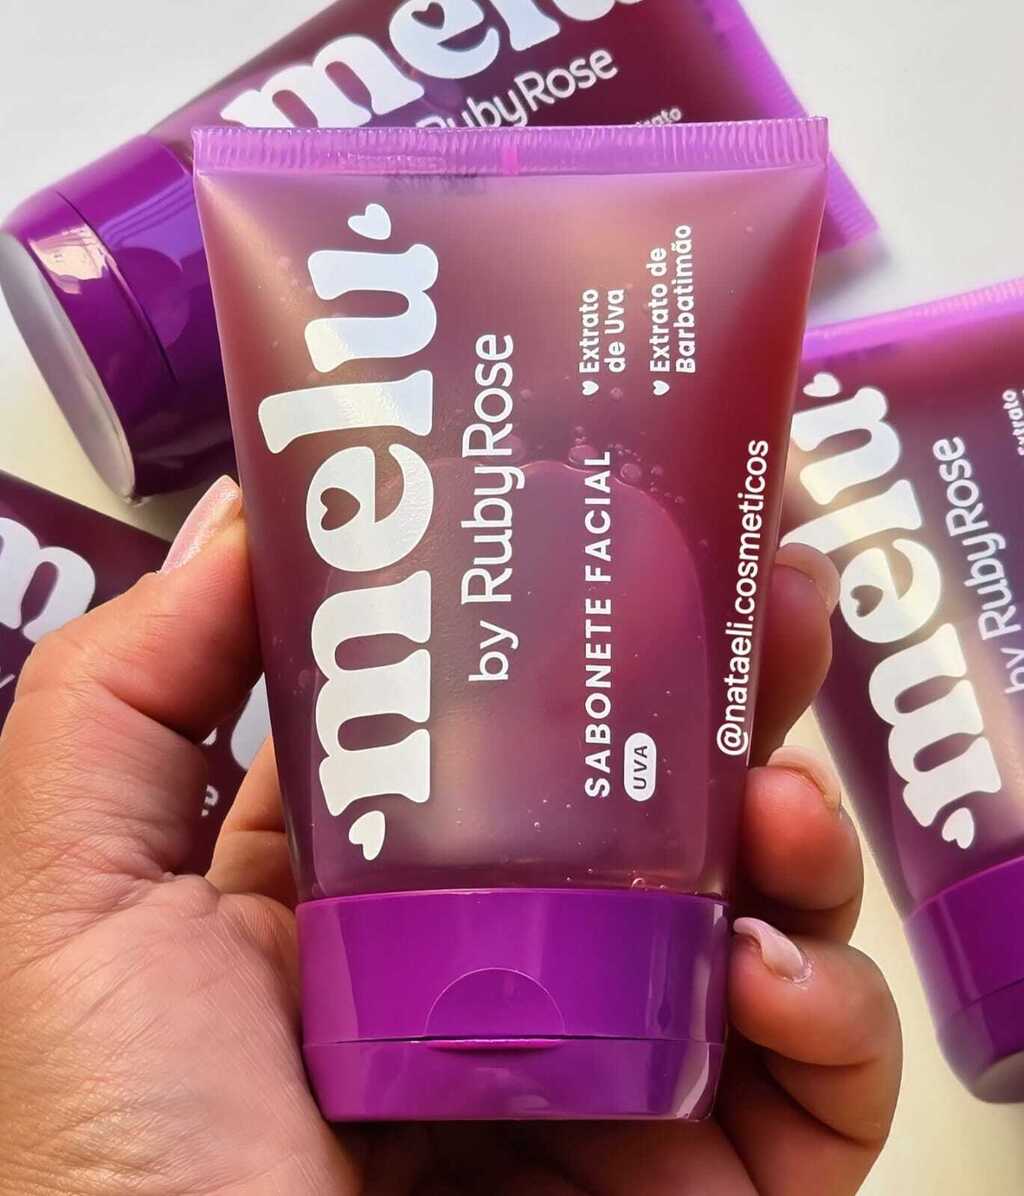 melu
by RubyRose
SABONETE FACIAL
UVA
Extrato
de Uva
Extrato de
Barbatimão
@nataeli.cosmeticos
melu
RubyRose
melu
by RubyRose
Extrato
m